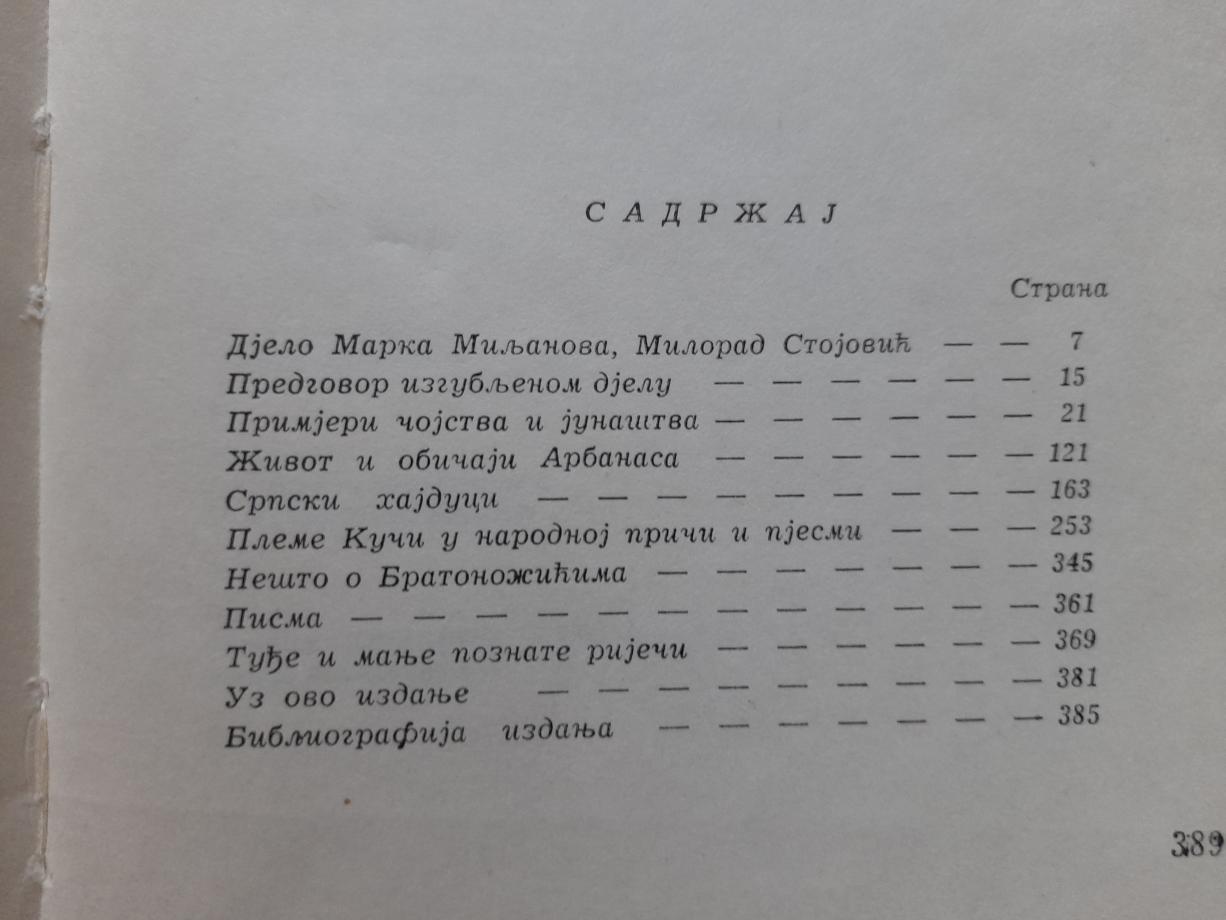 САДРЖАЈ
Страна
Дјело Марка Миљанова, Милорад Стојовић — — 7
Предговор изгубљеном дјелу — — — — — — 15
Примјери чојства и јунаштва — — — — — — 21
Живот и обичаји Арбанаса — — — — — — 121
Српски хајдуци — — — — — — — — — 163
Племе Кучи у народној причи и пјесми — — — 253
Нешто о Братоножићима — — — — — — — 345
Писма — — — — — — — — — — — — 361
Туђе и мање познате ријечи — — — — — — 369
Уз ово издање — — — — — — — — — 381
Библиографија издања — — — — — — — 385
389